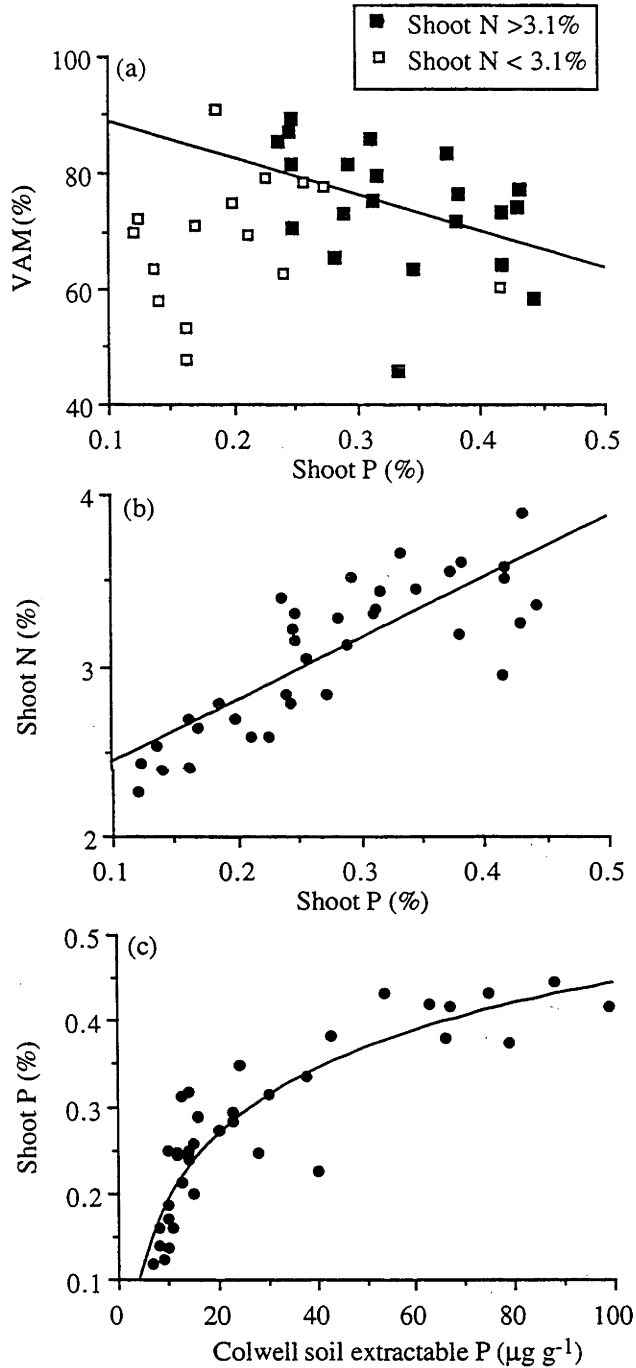 Shoot N >3.1%
Shoot N < 3.1%
(a)
100
80
60
40
VAM (%)
0.1 0.2 0.3 0.4 0.5
Shoot P (%)
(b)
4
3
2
Shoot N (%)
0.1 0.2 0.3 0.4 0.5
Shoot P (%)
(c)
0.5
0.4
0.3
0.2
0.1
Shoot P (%)
0 20 40 60 80 100
Colwell soil extractable P (μg g-1)